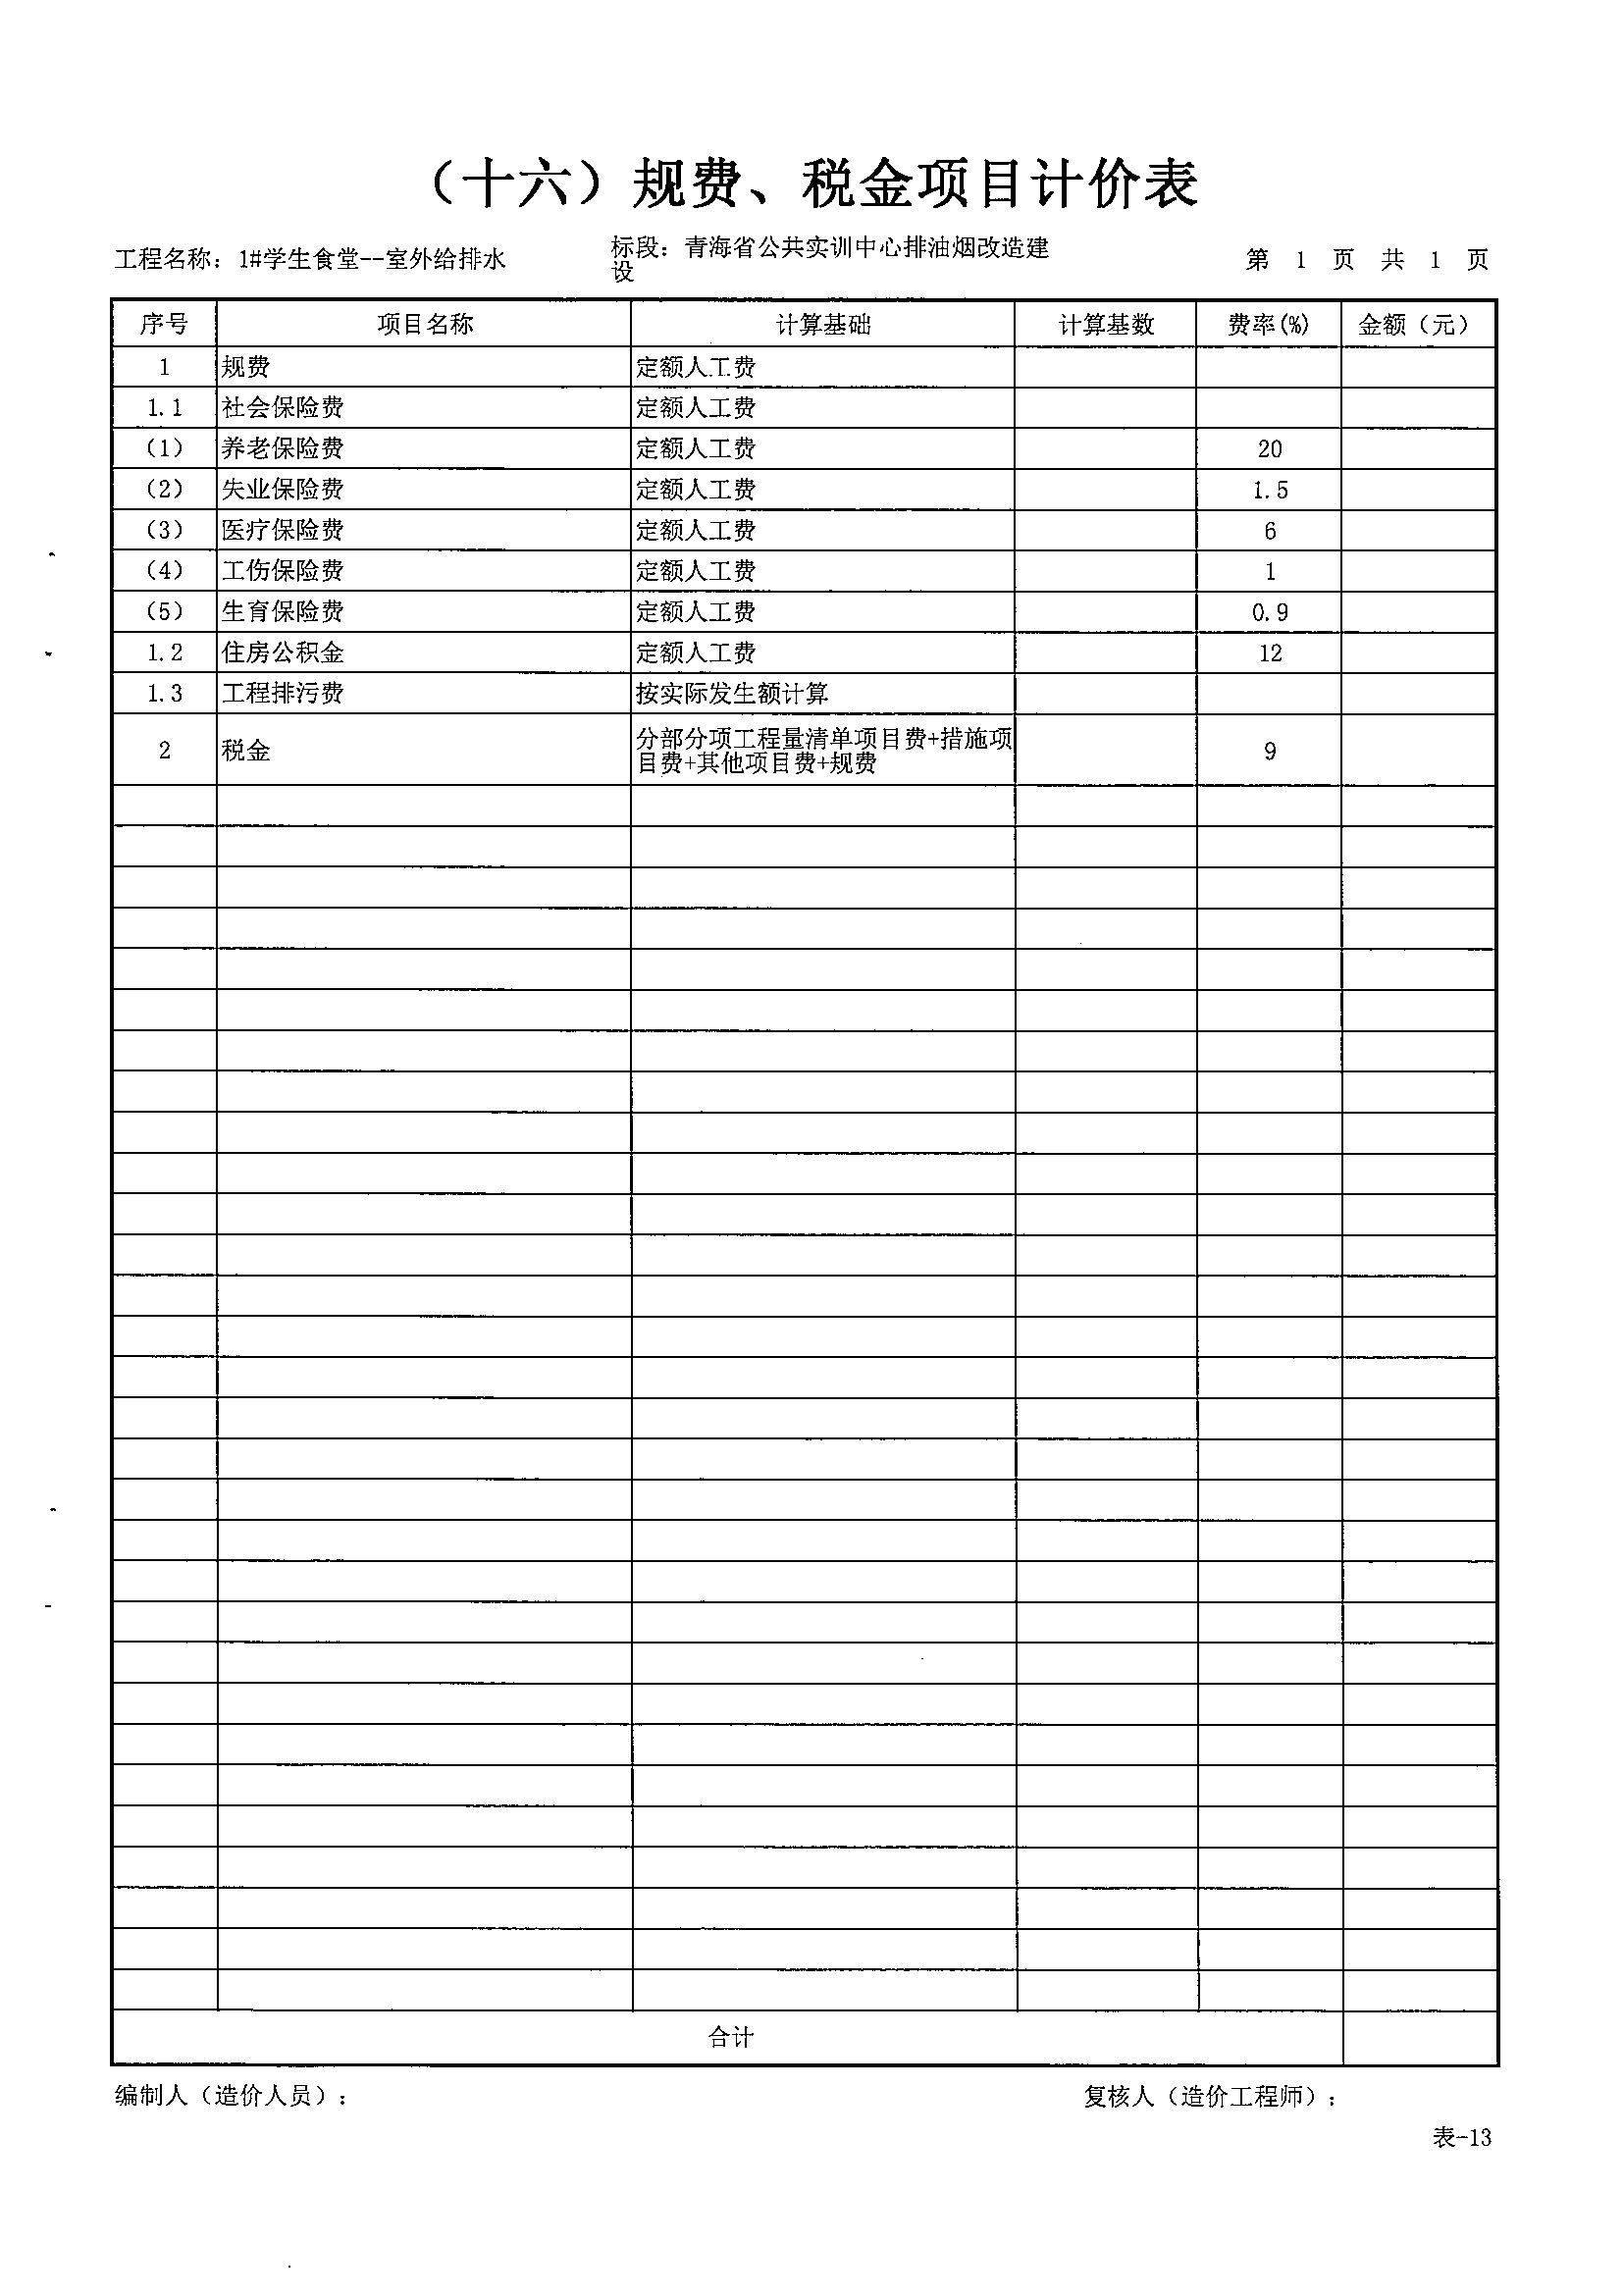 （十六）规费、税金项目计价表
工程名称：1#学生食堂--室外给排水
标段：青海省公共实训中心排油烟改造建
设
第 1 页 共 1 页
序号 项目名称 计算基础 计算基数 费率(%) 金额（元）
1 规费 定额人工费
1.1 社会保险费 定额人工费
（1） 养老保险费 定额人工费 20
（2） 失业保险费 定额人工费 1.5
（3） 医疗保险费 定额人工费 6
（4） 工伤保险费 定额人工费 1
（5） 生育保险费 定额人工费 0.9
1.2 住房公积金 定额人工费 12
1.3 工程排污费 按实际发生额计算
2 税金 分部分项工程量清单项目费+措施项
目费+其他项目费+规费 9
合计
编制人（造价人员）： 复核人（造价工程师）：
表-13